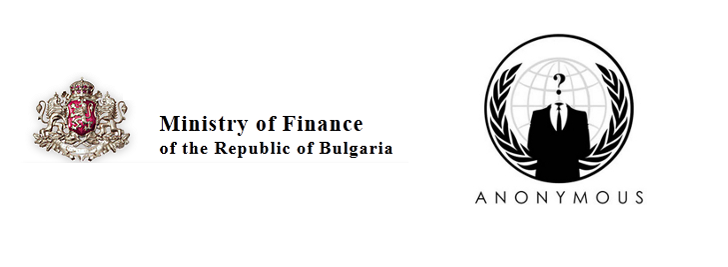 Ministry of Finance
of the Republic of Bulgaria
?
ANONYMOUS